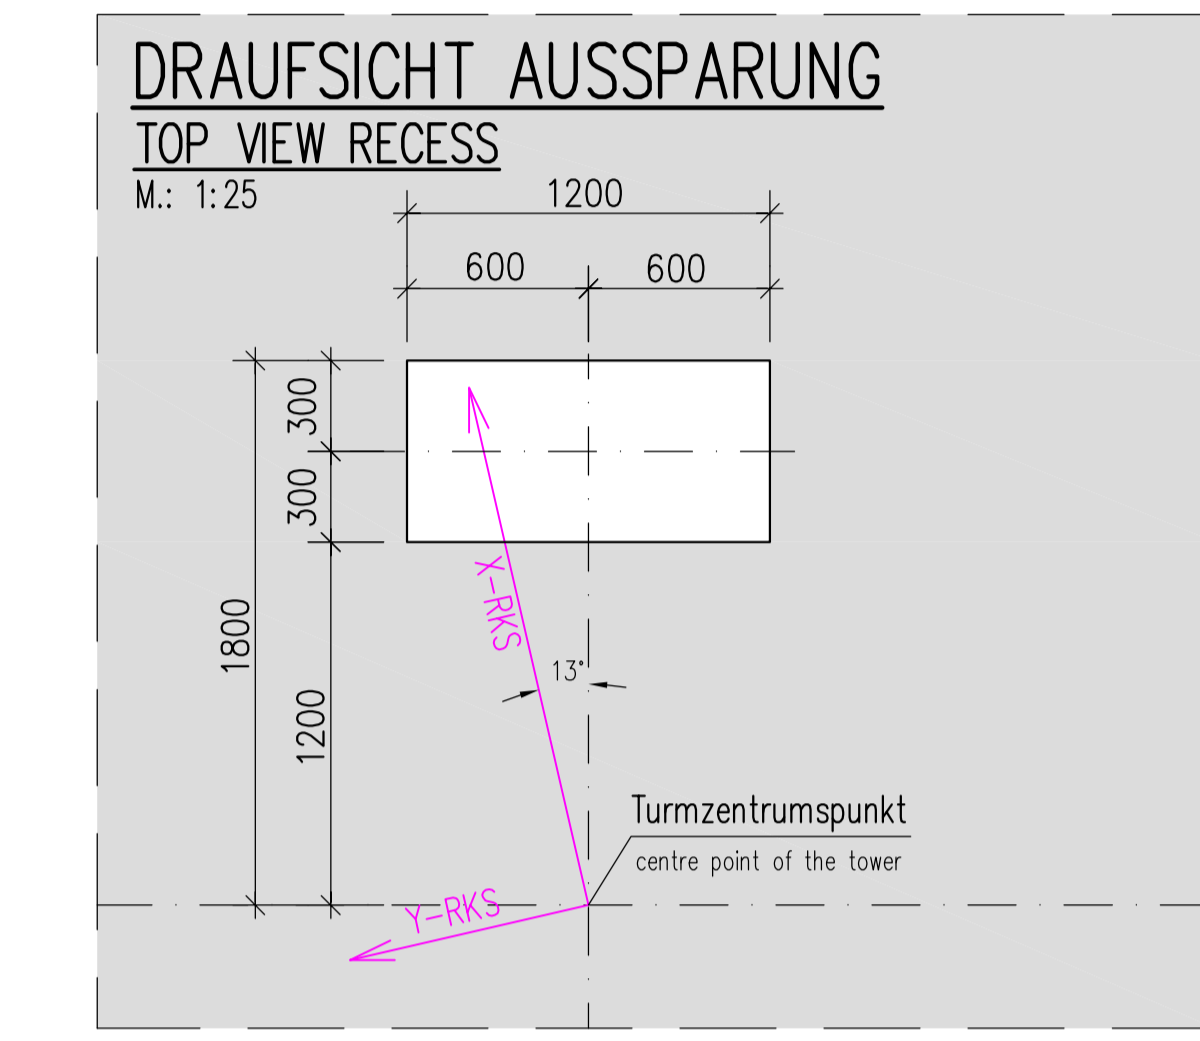 DRAUFSICHT AUSSPARUNG
TOP VIEW RECESS
M.: 1:25
1200
600
600
300
300
1800
1200
X-RKS
13°
Turmzentrumspunkt
centre point of the tower
Y-RKS